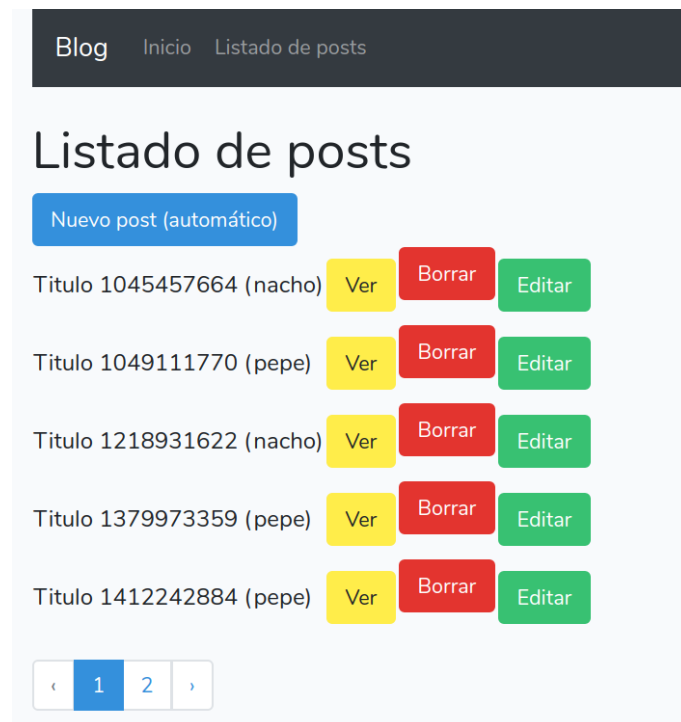 Blog Inicio Listado de posts
Listado de posts
Nuevo post (automático)
Titulo 1045457664 (nacho) Ver Borrar Editar
Titulo 1049111770 (pepe) Ver Borrar Editar
Titulo 1218931622 (nacho) Ver Borrar Editar
Titulo 1379973359 (pepe) Ver Borrar Editar
Titulo 1412242884 (pepe) Ver Borrar Editar
‹ 1 2 ›